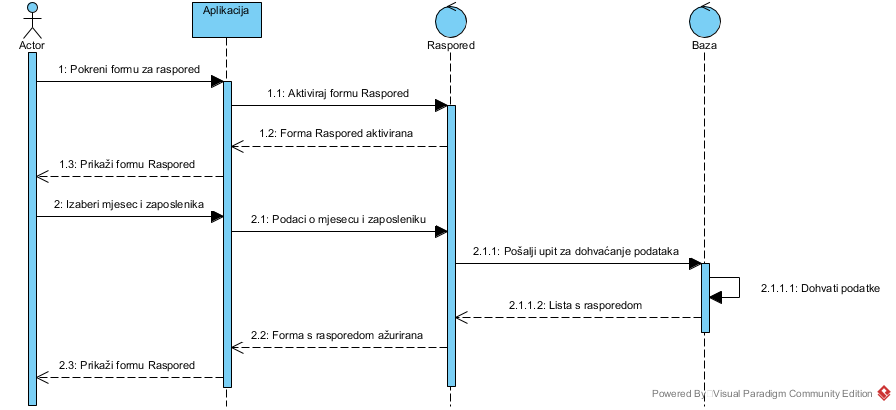 Actor
Aplikacija
Raspored
Baza
1: Pokreni formu za raspored
1.1: Aktiviraj formu Raspored
1.2: Forma Raspored aktivirana
1.3: Prikaži formu Raspored
2: Izaberi mjesec i zaposlenika
2.1: Podaci o mjesecu i zaposleniku
2.1.1: Pošalji upit za dohvaćanje podataka
2.1.1.1: Dohvati podatke
2.1.1.2: Lista s rasporedom
2.2: Forma s rasporedom ažurirana
2.3: Prikaži formu Raspored
Powered By Visual Paradigm Community Edition